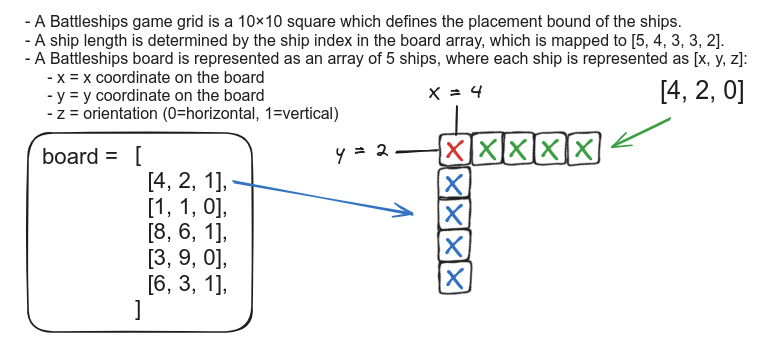 - A Battleships game grid is a 10×10 square which defines the placement bound of the ships.
- A ship length is determined by the ship index in the board array, which is mapped to [5, 4, 3, 3, 2].
- A Battleships board is represented as an array of 5 ships, where each ship is represented as [x, y, z]:
- x = x coordinate on the board
- y = y coordinate on the board
- z = orientation (0=horizontal, 1=vertical)
x = 4
[4, 2, 0]
y = 2
X X X X X
X
X
X
X
board = [
[4, 2, 1],
[1, 1, 0],
[8, 6, 1],
[3, 9, 0],
[6, 3, 1],
]